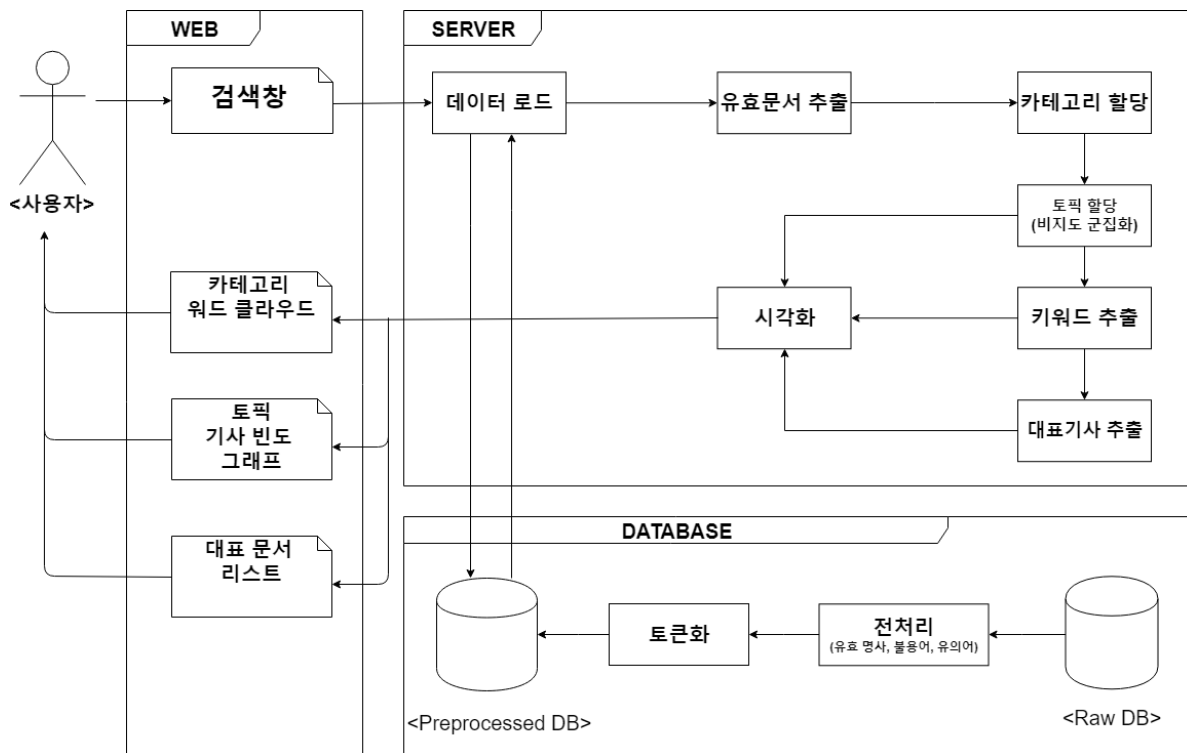 WEB
SERVER
검색창
데이터 로드
유효문서 추출
카테고리 할당
<사용자>
토픽 할당
(비지도 군집화)
카테고리
워드 클라우드
시각화
키워드 추출
토픽
기사 빈도
그래프
대표기사 추출
DATABASE
대표 문서
리스트
토큰화
전처리
(유효 명사, 불용어, 유의어)
<Preprocessed DB>
<Raw DB>